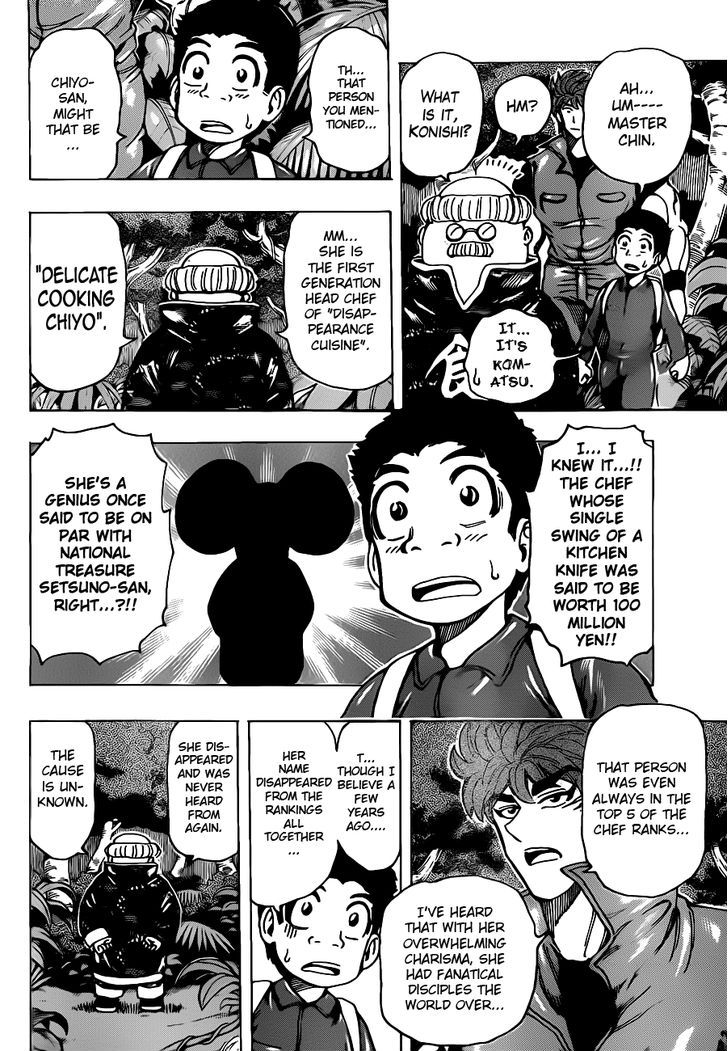 AH...
UM----
MASTER
CHIN.
HM?
WHAT
IS IT,
KONISHI?
IT...
IT'S
KOM-
ATSU.
食
TH...
THAT
PERSON
YOU MEN-
TIONED...
CHIYO-
SAN,
MIGHT
THAT BE
...
MM...
SHE IS
THE FIRST
GENERATION
HEAD CHEF
OF "DISAP-
PEARANCE
CUISINE".
"DELICATE
COOKING
CHIYO".
I... I
KNEW IT...!!
THE CHEF
WHOSE
SINGLE
SWING OF A
KITCHEN
KNIFE WAS
SAID TO BE
WORTH 100
MILLION
YEN!!
SHE'S A
GENIUS ONCE
SAID TO BE ON
PAR WITH
NATIONAL
TREASURE
SETSUNO-SAN,
RIGHT...?!!
THAT PERSON
WAS EVEN
ALWAYS IN THE
TOP 5 OF THE
CHEF RANKS...
I'VE HEARD
THAT WITH HER
OVERWHELMING
CHARISMA, SHE
HAD FANATICAL
DISCIPLES
THE WORLD
OVER...
T...
THOUGH I
BELIEVE A
FEW
YEARS
AGO....
HER
NAME
DISAPPEARED
FROM THE
RANKINGS
ALL
TOGETHER
...
SHE DIS-
APPEARED
AND WAS
NEVER
HEARD
FROM
AGAIN.
THE
CAUSE
IS UN-
KNOWN.